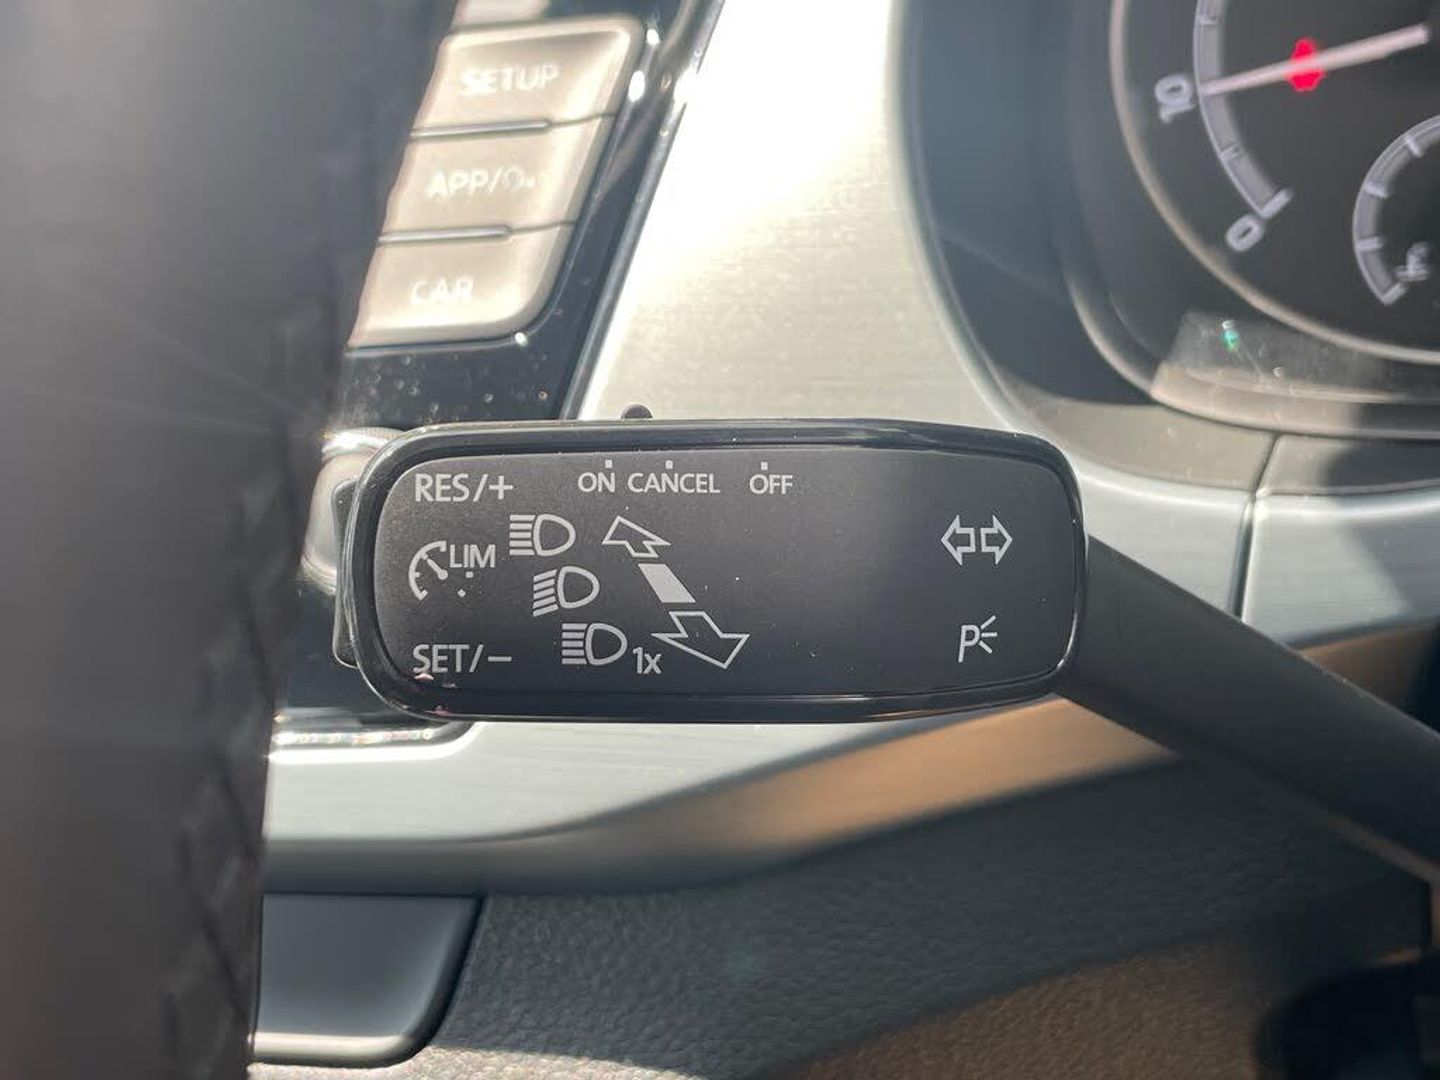 SETUP
APP/
CAR
10
0
RES/+
ON CANCEL OFF
LIM
SET/−
1x
P